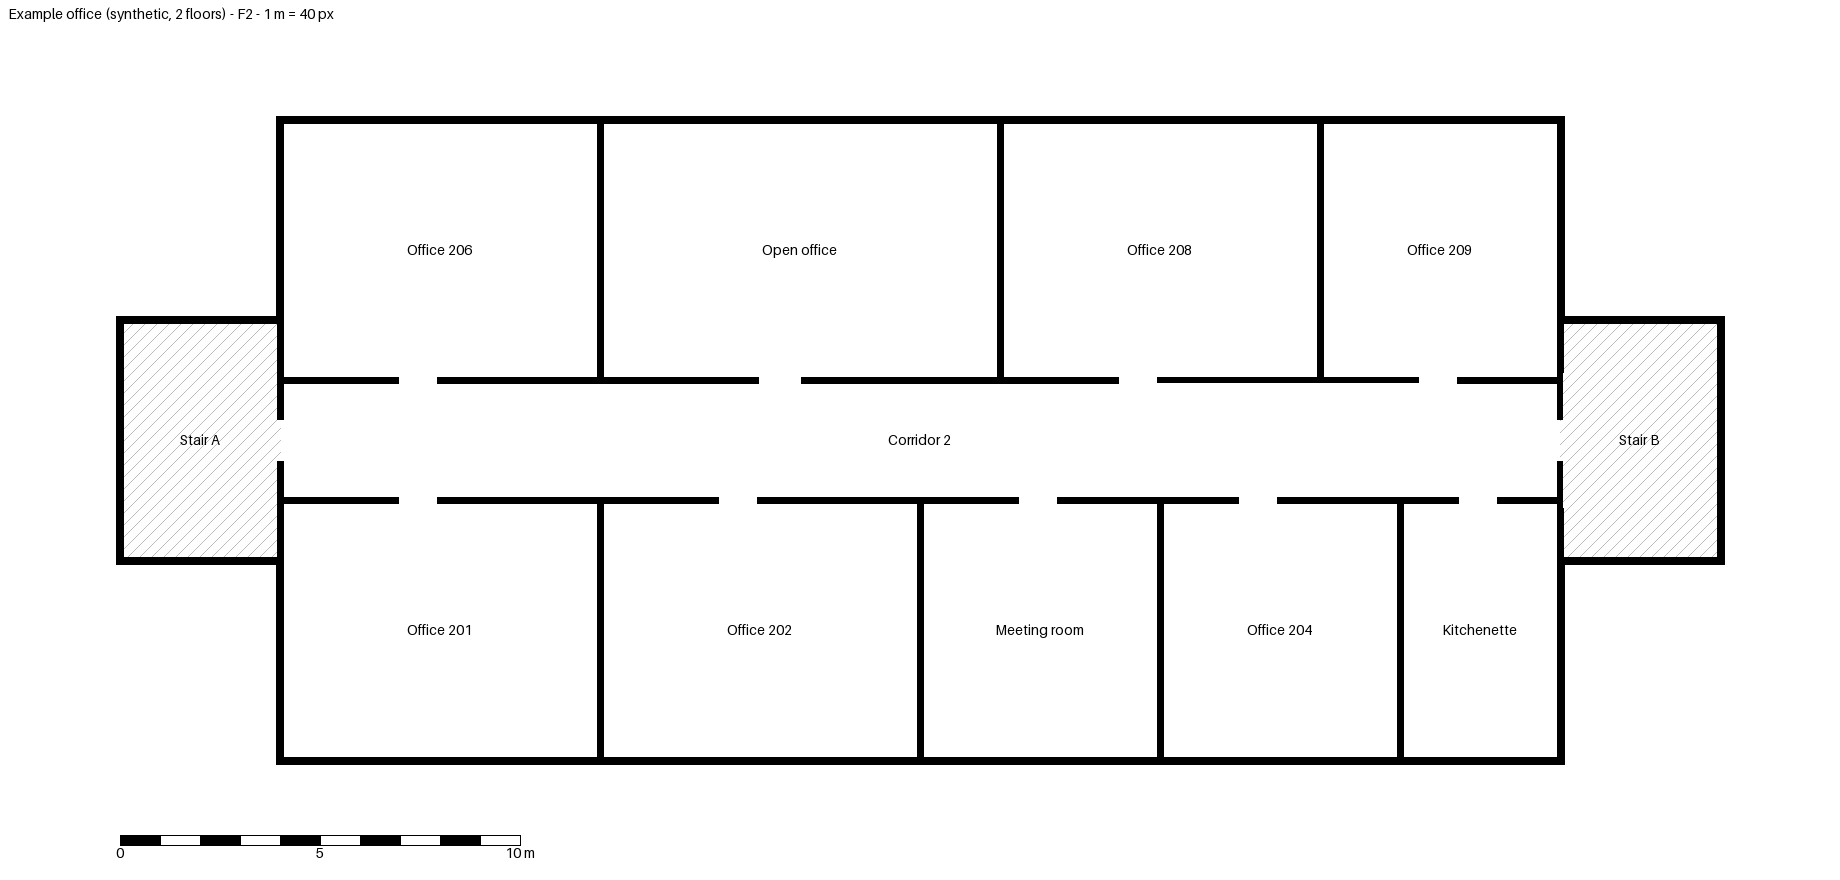 Example office (synthetic, 2 floors) - F2 - 1 m = 40 px
Office 206
Open office
Office 208
Office 209
Stair A
Corridor 2
Stair B
Office 201
Office 202
Meeting room
Office 204
Kitchenette
0
5
10 m